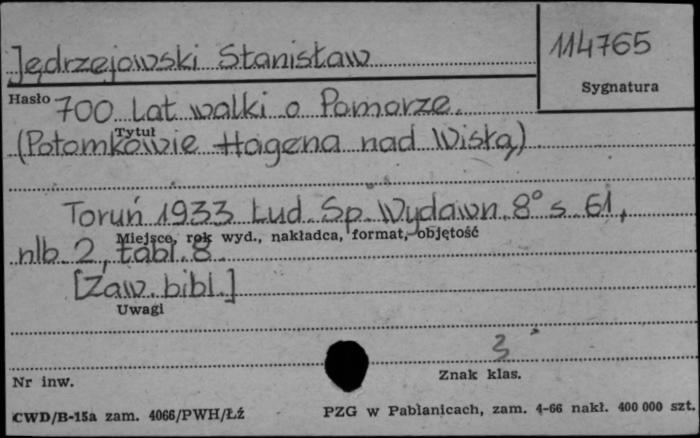 Jędrzejowski Stanisław
114765
Sygnatura
Hasło 700 lat walki o Pomorze.
Tytuł
(Potomkowie Hagena nad Wisłą)
Toruń 1933 Lud. Sp. Wydawn. 8° s. 61,
Miejsce, rok wyd., nakładca, format, objętość
nlb. 2, tabl. 8
[Zaw. bibl.]
Uwagi
3
Nr inw.
Znak klas.
CWD/B-15a zam. 4066/PWH/Łź
PZG w Pabianicach, zam. 4-66 nakł. 400 000 szt.